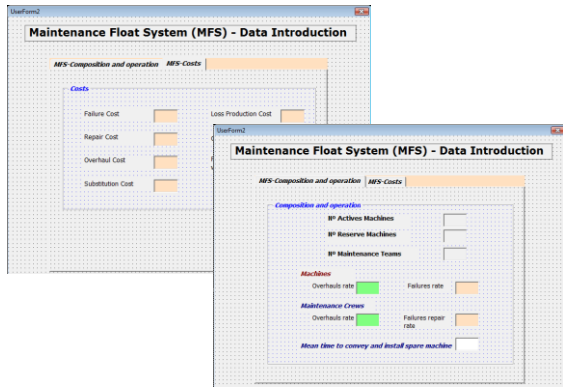 UserForm2
Maintenance Float System (MFS) - Data Introduction
MFS-Composition and operation MFS-Costs
Costs
Failure Cost Loss Production Cost
Repair Cost
Overhaul Cost
Substitution Cost
UserForm2
Maintenance Float System (MFS) - Data Introduction
MFS-Composition and operation MFS-Costs
Composition and operation
Nº Actives Machines
Nº Reserve Machines
Nº Maintenance Teams
Machines
Overhauls rate Failures rate
Maintenance Crews
Overhauls rate Failures repair
rate
Mean time to convey and install spare machine